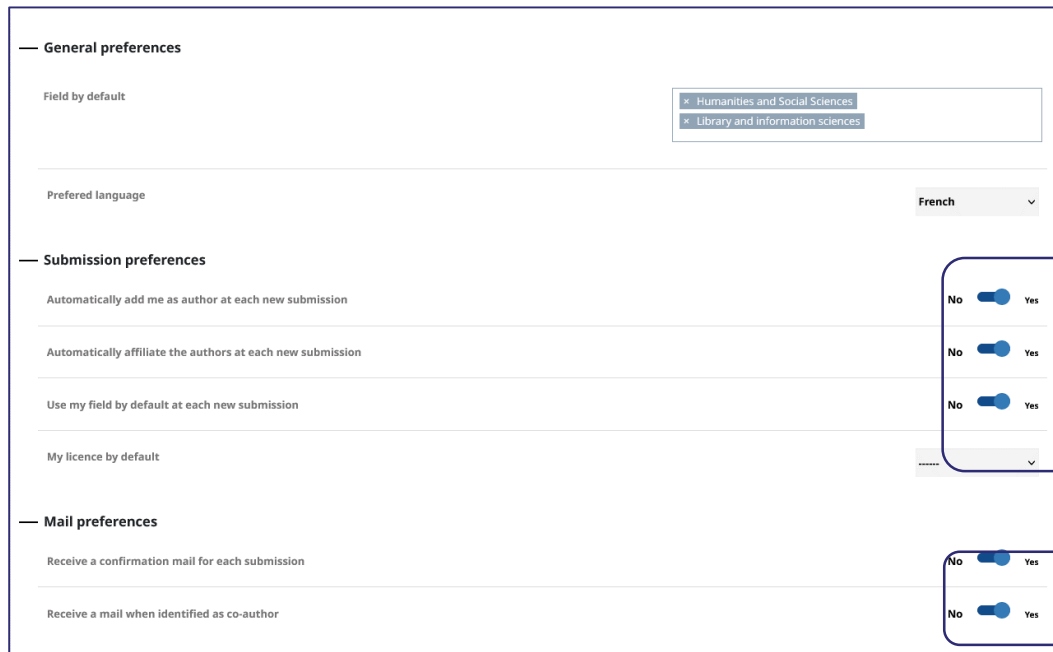 General preferences
Field by default
× Humanities and Social Sciences
× Library and information sciences
Prefered language
French
Submission preferences
Automatically add me as author at each new submission No Yes
Automatically affiliate the authors at each new submission No Yes
Use my field by default at each new submission No Yes
My licence by default ------
Mail preferences
Receive a confirmation mail for each submission No Yes
Receive a mail when identified as co-author No Yes